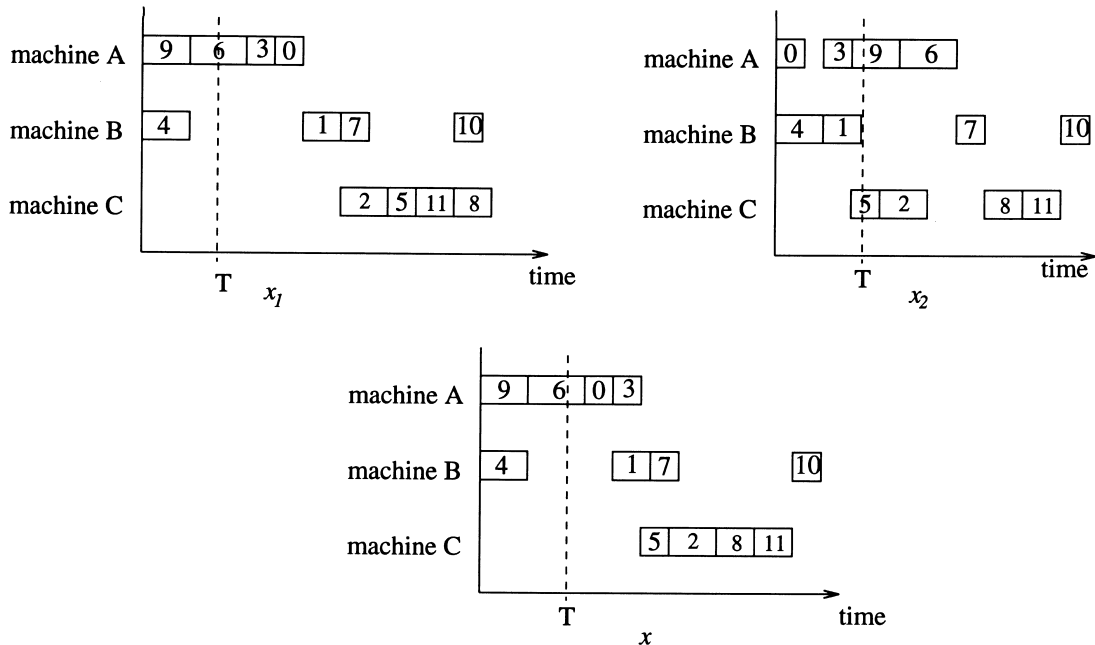 machine A 9 6 3 0
machine B 4 1 7 10
machine C 2 5 11 8
T time
x1
machine A 0 3 9 6
machine B 4 1 7 10
machine C 5 2 8 11
T time
x2
machine A 9 6 0 3
machine B 4 1 7 10
machine C 5 2 8 11
T time
x